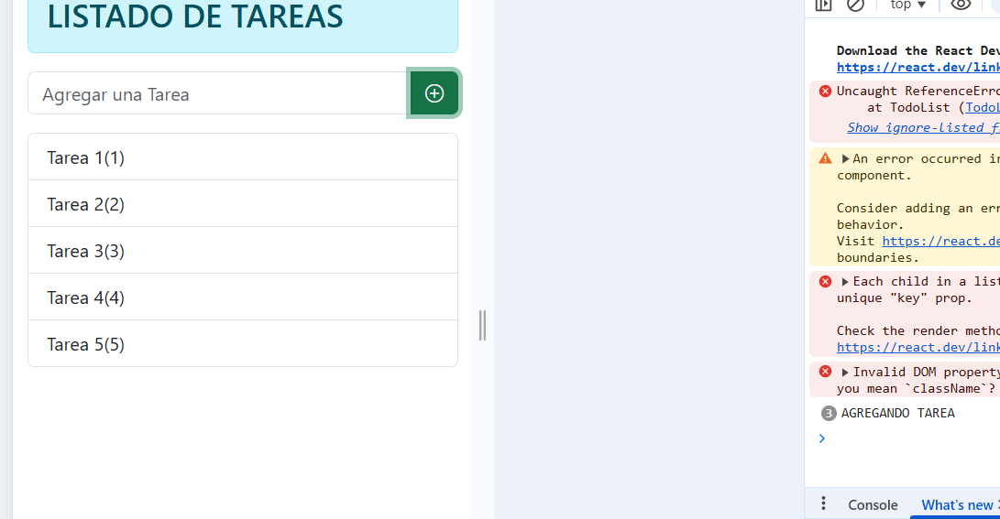 LISTADO DE TAREAS
Agregar una Tarea
Tarea 1(1)
Tarea 2(2)
Tarea 3(3)
Tarea 4(4)
Tarea 5(5)
top
Download the React Dev
https://react.dev/link
Uncaught ReferenceErro
at TodoList (TodoL
Show ignore-listed f
An error occurred in
component.
Consider adding an err
behavior.
Visit https://react.de
boundaries.
Each child in a list
unique "key" prop.
Check the render metho
https://react.dev/link
Invalid DOM property
you mean `className`?
3 AGREGANDO TAREA
Console What's new